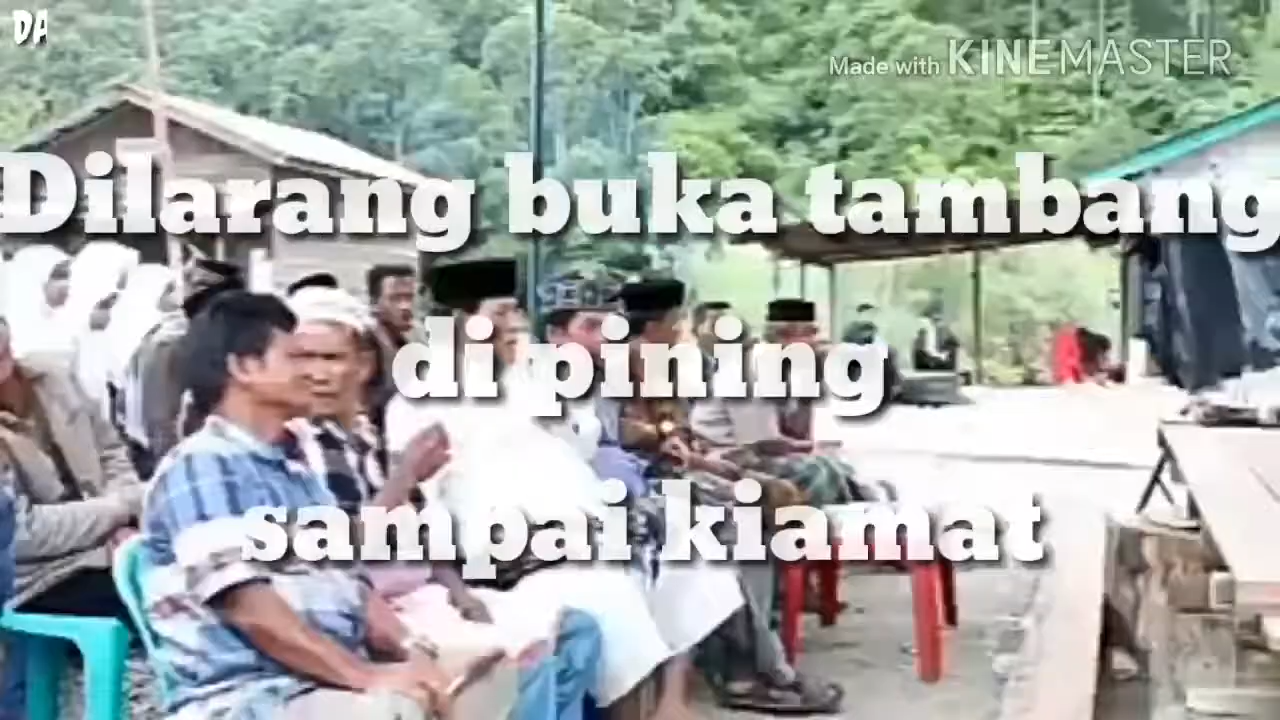 DA
Made with KINEMASTER
Dilarang buka tambang
di pining
sampai kiamat